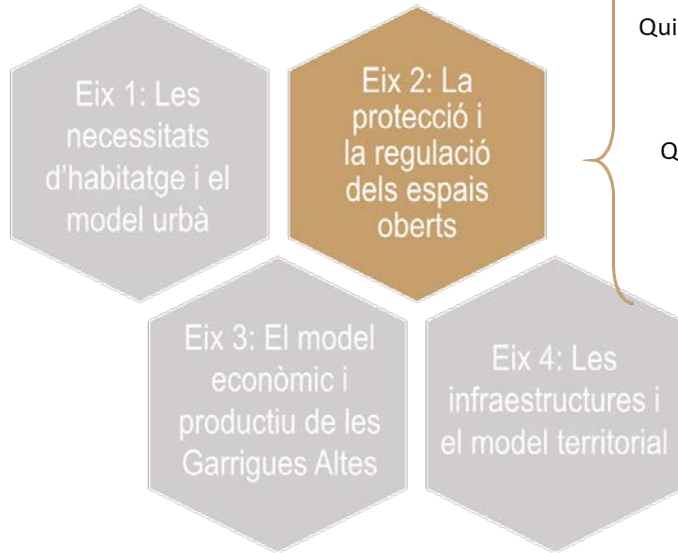 Qui
Q
Eix 1: Les
necessitats
d'habitatge i el
model urbà
Eix 2: La
protecció i
la regulació
dels espais
oberts
Eix 3: El model
econòmic i
productiu de les
Garrigues Altes
Eix 4: Les
infraestructures i
el model territorial